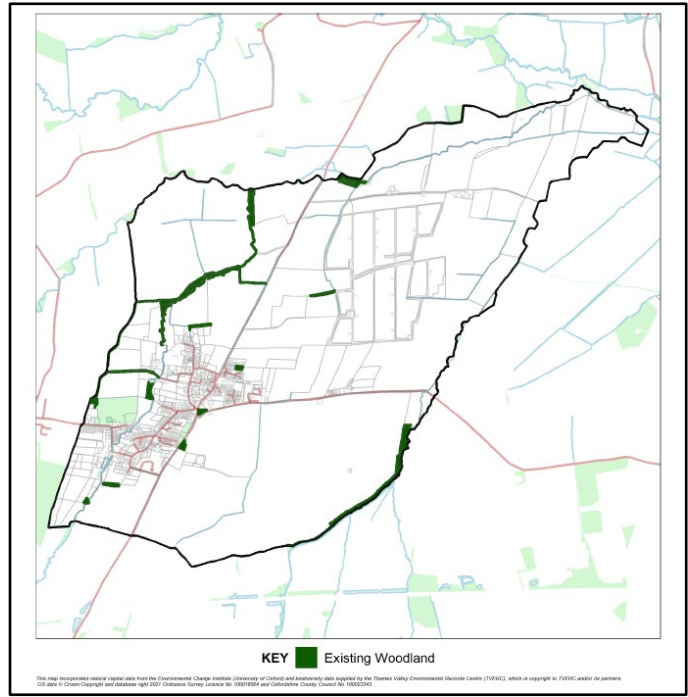 KEY Existing Woodland
This map incorporates natural capital data from the Environmental Change Institute (University of Oxford) and biodiversity data supplied by the Thames Valley Environmental Records Centre (TVERC), which is copyright to TVERC and/or its partners.
OS data © Crown Copyright and database right 2021 Ordnance Survey Licence No 100018504 and Oxfordshire County Council No 100023343.